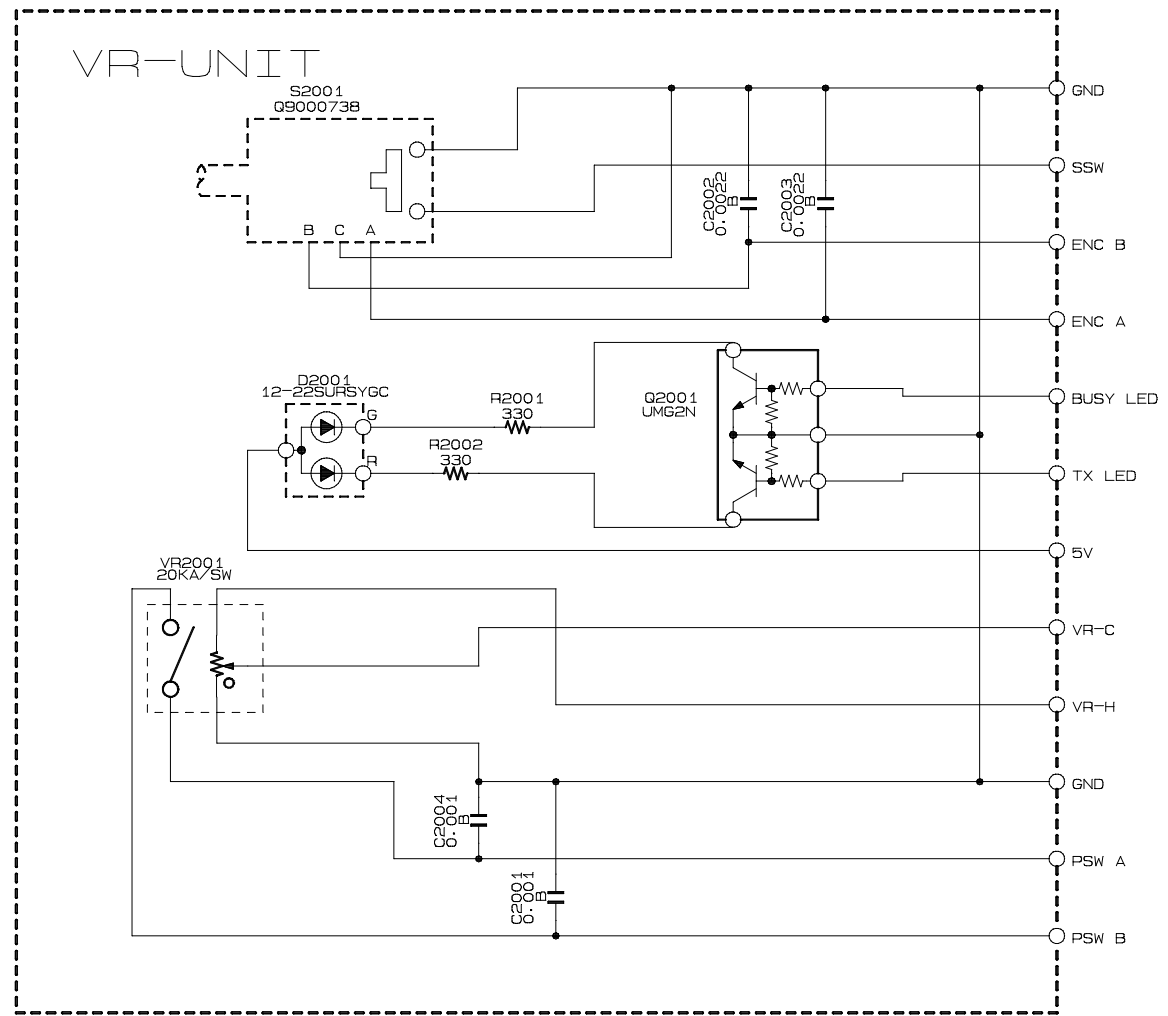 VR-UNIT
S2001
Q9000738
GND
SSW
C2002
0.0022
B
C2003
0.0022
B
B C A
ENC B
ENC A
D2001
12-22SURSYGC
G
R
R2001
330
R2002
330
Q2001
UMG2N
BUSY LED
TX LED
5V
VR2001
20KA/SW
VR-C
VR-H
GND
C2004
0.001
B
PSW A
C2001
0.001
B
PSW B